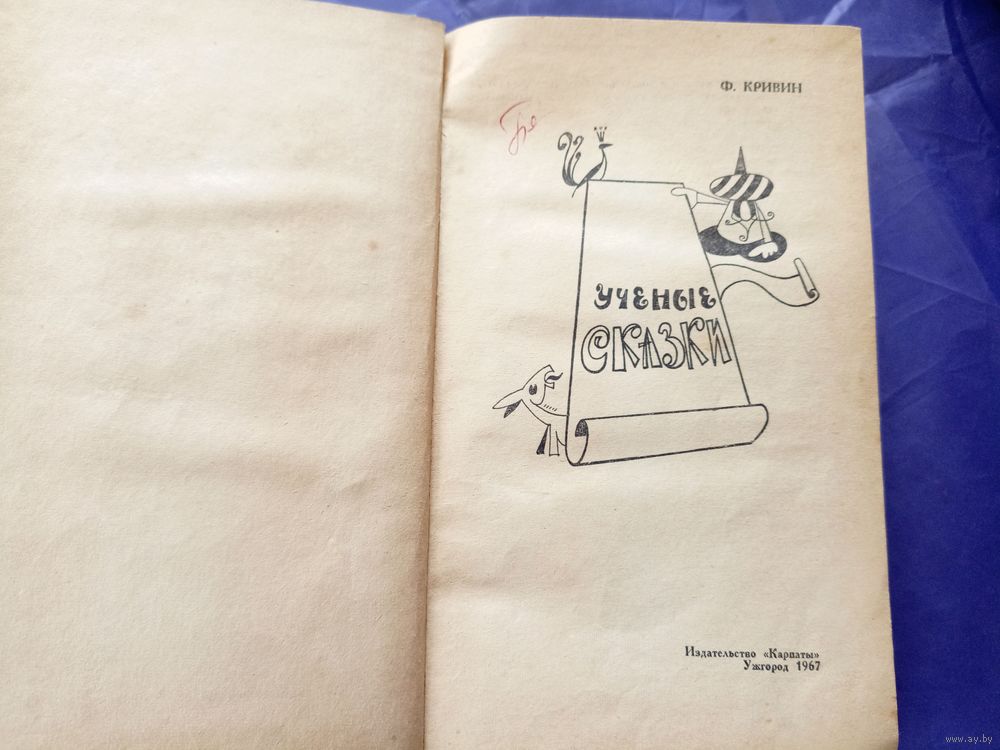 Ф. КРИВИН
УЧЕНЫЕ
СКАЗКИ
Издательство «Карпаты»
Ужгород 1967
www.ay.by